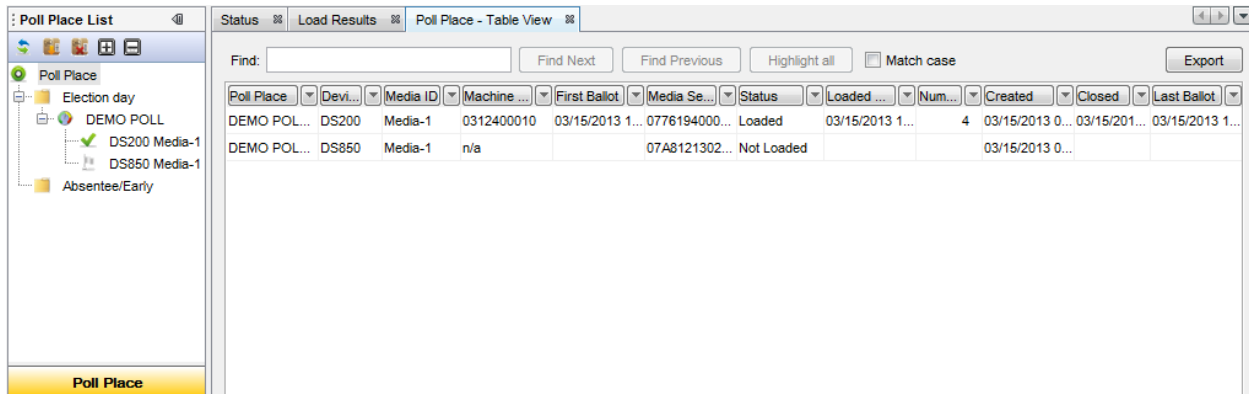 Poll Place List
Status Load Results Poll Place - Table View
Find: Find Next Find Previous Highlight all Match case Export
Poll Place
Election day
DEMO POLL
DS200 Media-1
DS850 Media-1
Absentee/Early
Poll Place Devi... Media ID Machine ... First Ballot Media Se... Status Loaded ... Num... Created Closed Last Ballot
DEMO POL... DS200 Media-1 0312400010 03/15/2013 1... 0776194000... Loaded 03/15/2013 1... 4 03/15/2013 0... 03/15/201... 03/15/2013 1...
DEMO POL... DS850 Media-1 n/a 07A8121302... Not Loaded 03/15/2013 0...
Poll Place